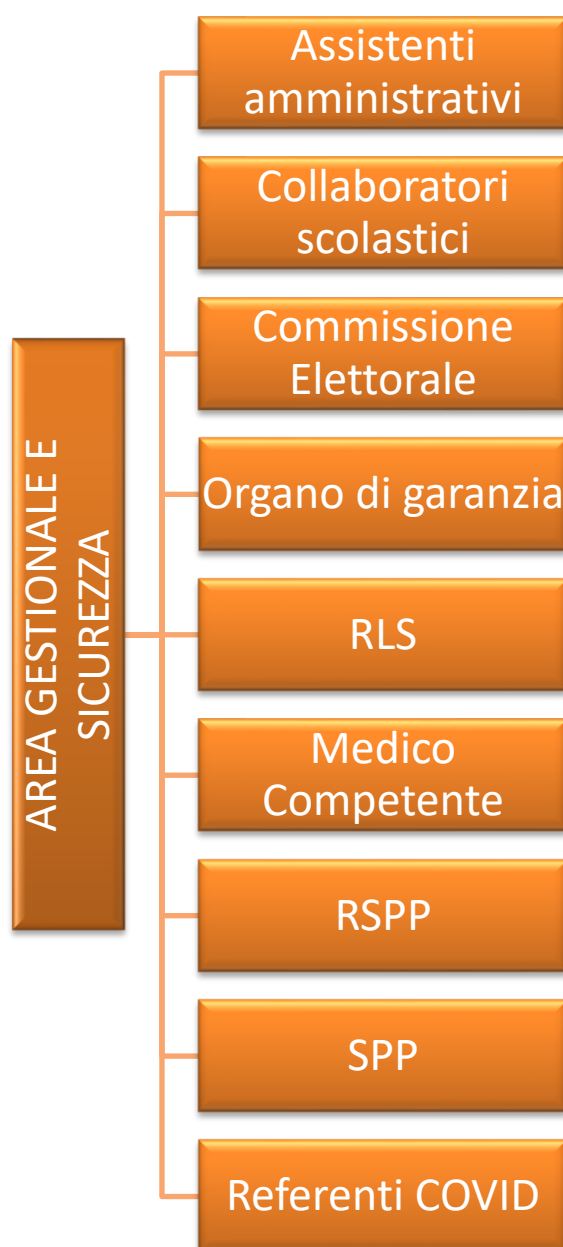 AREA GESTIONALE E
SICUREZZA
Assistenti
amministrativi
Collaboratori
scolastici
Commissione
Elettorale
Organo di garanzia
RLS
Medico
Competente
RSPP
SPP
Referenti COVID